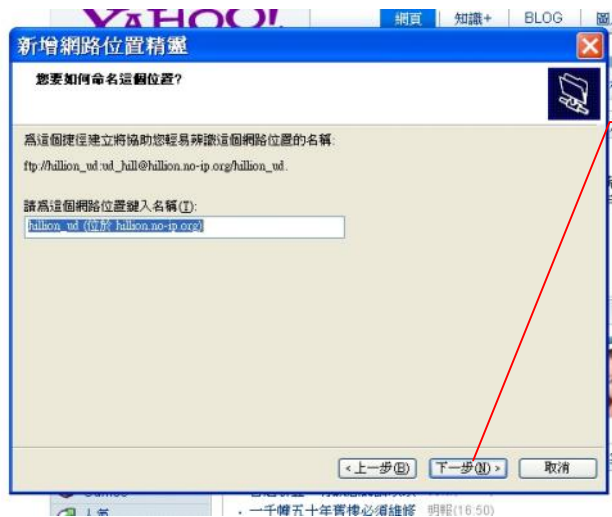 YAHOO!
網頁 知識+ BLOG
新增網路位置精靈
您要如何命名這個位置?
為這個捷徑建立將協助您輕易辨識這個網路位置的名稱:
ftp://hillion_ud:ud_hill@hillion.no-ip.org/hillion_ud.
請為這個網路位置鍵入名稱(T):
hillion_ud (位於 hillion.no-ip.org)
<上一步(B) 下一步(N)> 取消
人氣
· 一千幢五十年舊樓必須維修 明報(16:50)